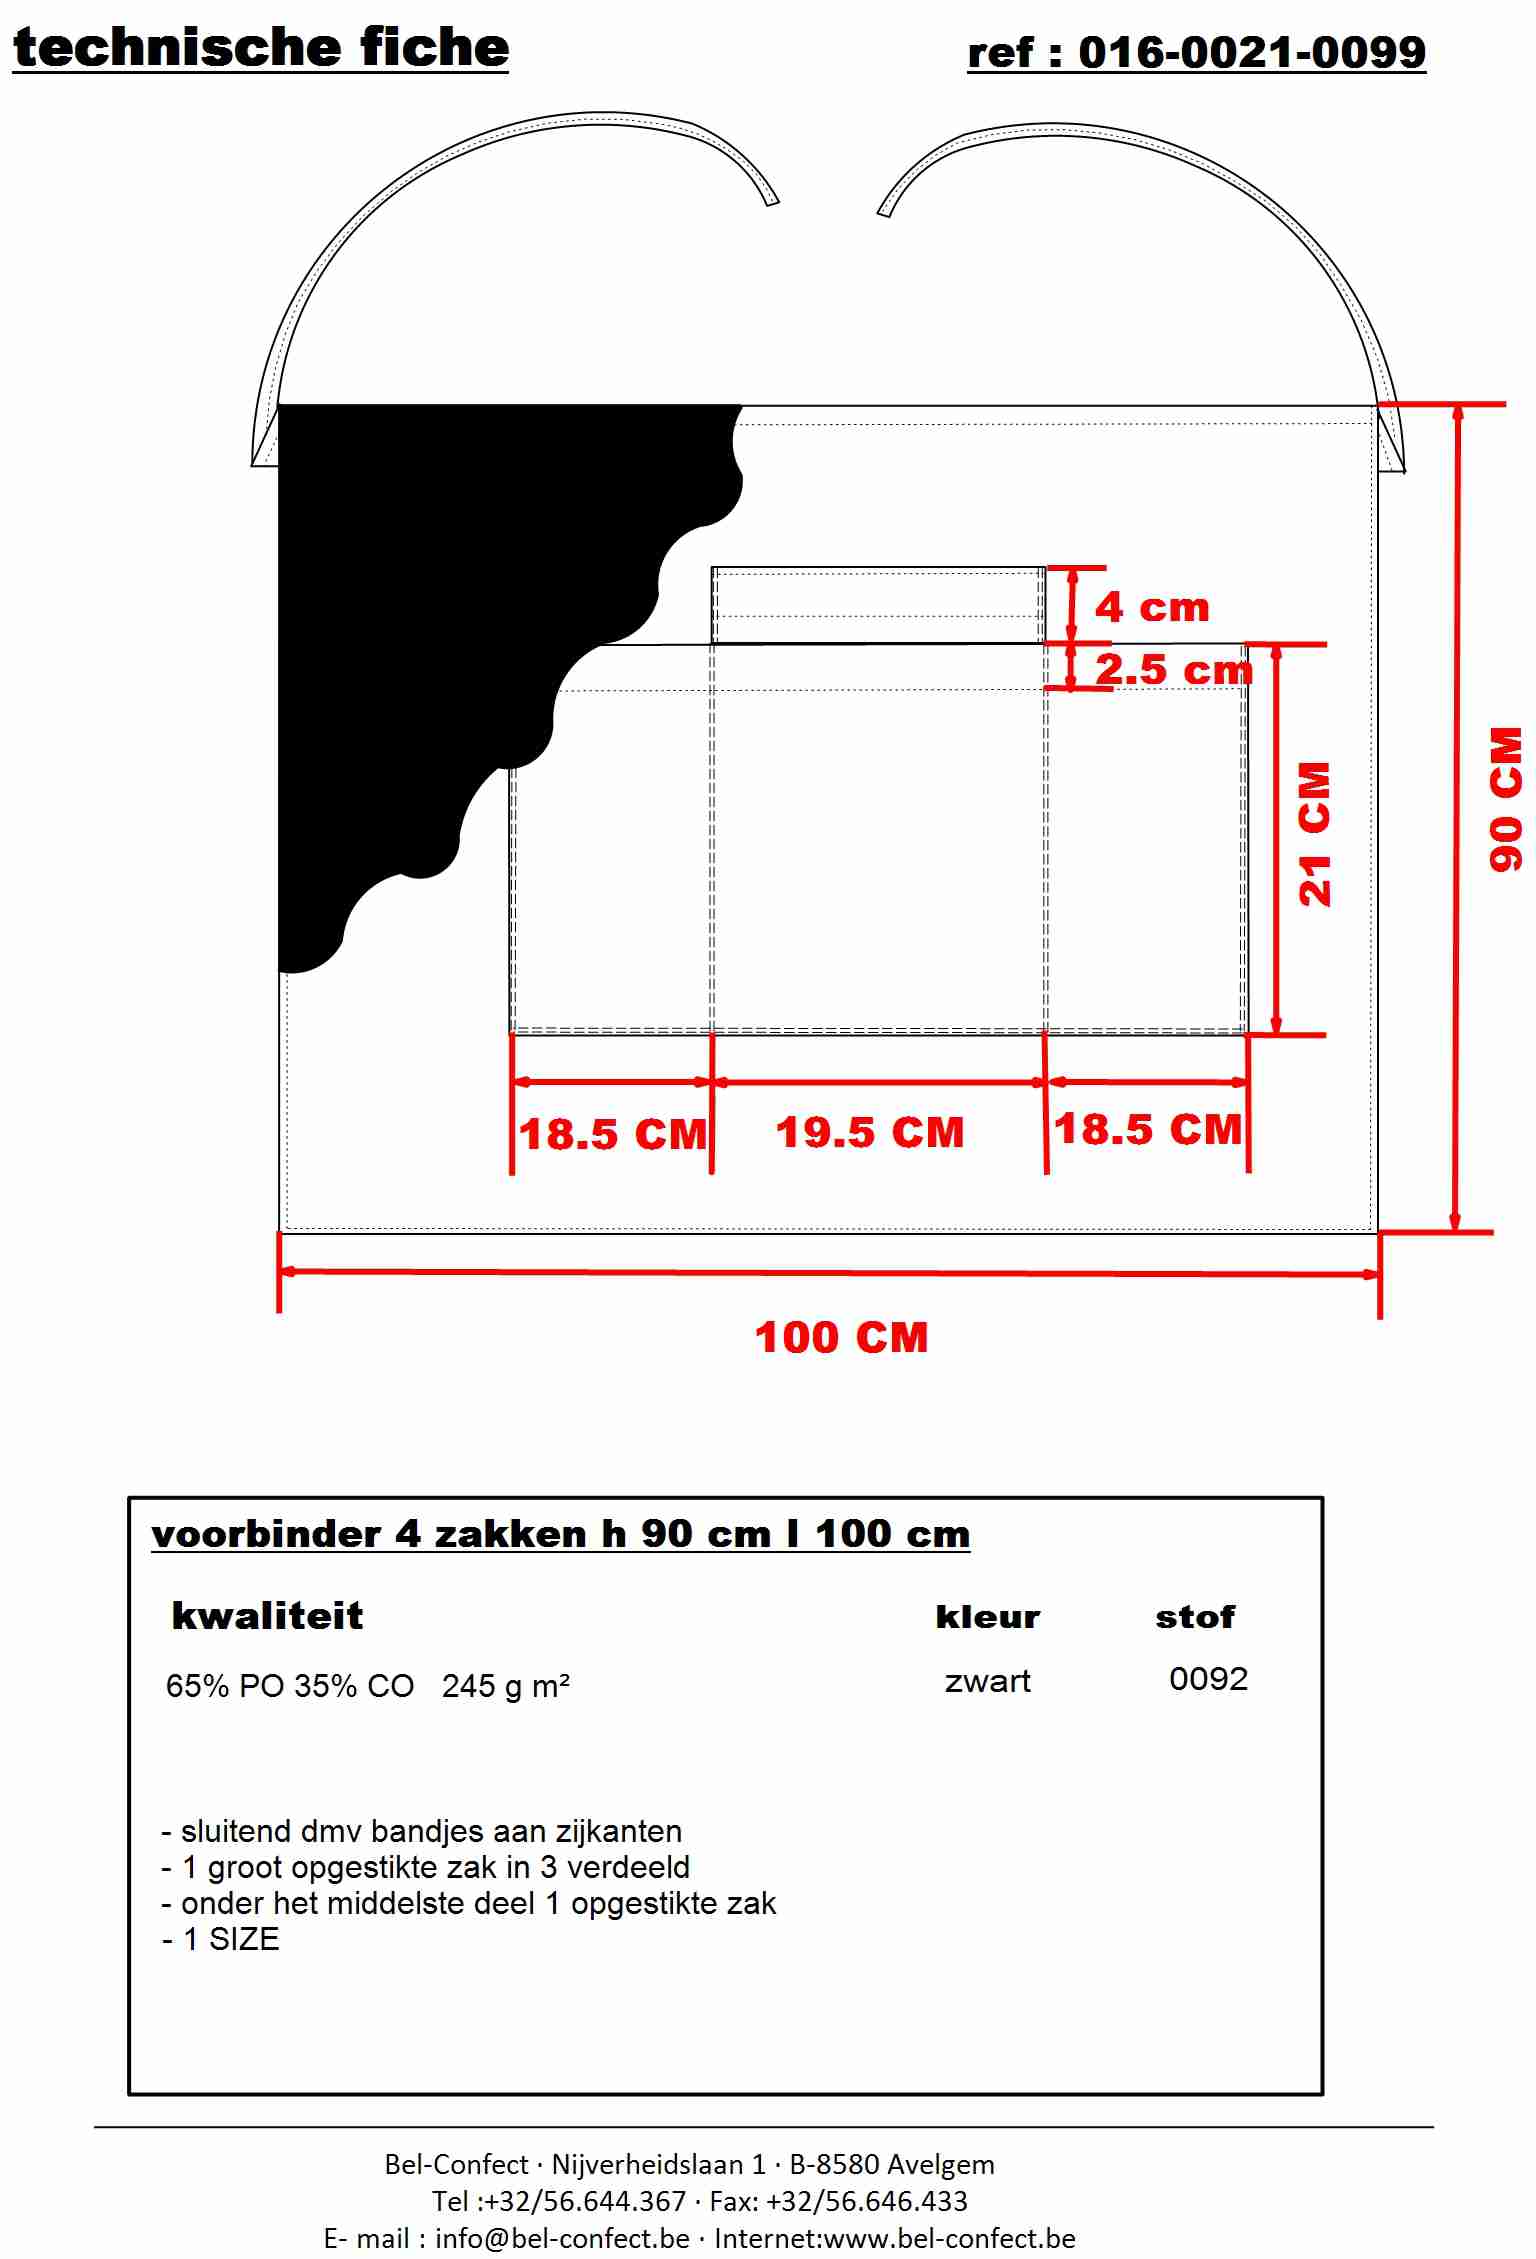 technische fiche ref : 016-0021-0099
4 cm
2.5 cm
21 CM
90 CM
18.5 CM 19.5 CM 18.5 CM
100 CM
voorbinder 4 zakken h 90 cm l 100 cm
kwaliteit kleur stof
65% PO 35% CO 245 g m² zwart 0092
- sluitend dmv bandjes aan zijkanten
- 1 groot opgestikte zak in 3 verdeeld
- onder het middelste deel 1 opgestikte zak
- 1 SIZE
Bel-Confect · Nijverheidslaan 1 · B-8580 Avelgem
Tel :+32/56.644.367 · Fax: +32/56.646.433
E- mail : info@bel-confect.be · Internet:www.bel-confect.be